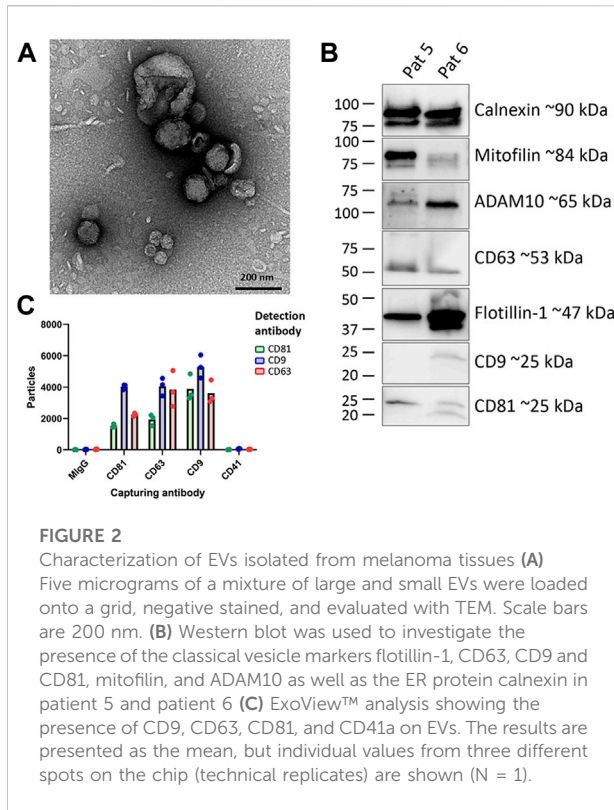 A
200 nm
B
Pat 5 Pat 6
100
75
Calnexin ~90 kDa
100
75
Mitofilin ~84 kDa
75
100
ADAM10 ~65 kDa
75
50
CD63 ~53 kDa
50
37
Flotillin-1 ~47 kDa
25
20
CD9 ~25 kDa
25
20
CD81 ~25 kDa
C
Detection
antibody
CD81
CD9
CD63
Particles
8000
6000
4000
2000
0
MIgG CD81 CD63 CD9 CD41
Capturing antibody
FIGURE 2
Characterization of EVs isolated from melanoma tissues (A)
Five micrograms of a mixture of large and small EVs were loaded
onto a grid, negative stained, and evaluated with TEM. Scale bars
are 200 nm. (B) Western blot was used to investigate the
presence of the classical vesicle markers flotillin-1, CD63, CD9 and
CD81, mitofilin, and ADAM10 as well as the ER protein calnexin in
patient 5 and patient 6 (C) ExoView™ analysis showing the
presence of CD9, CD63, CD81, and CD41a on EVs. The results are
presented as the mean, but individual values from three different
spots on the chip (technical replicates) are shown (N = 1).